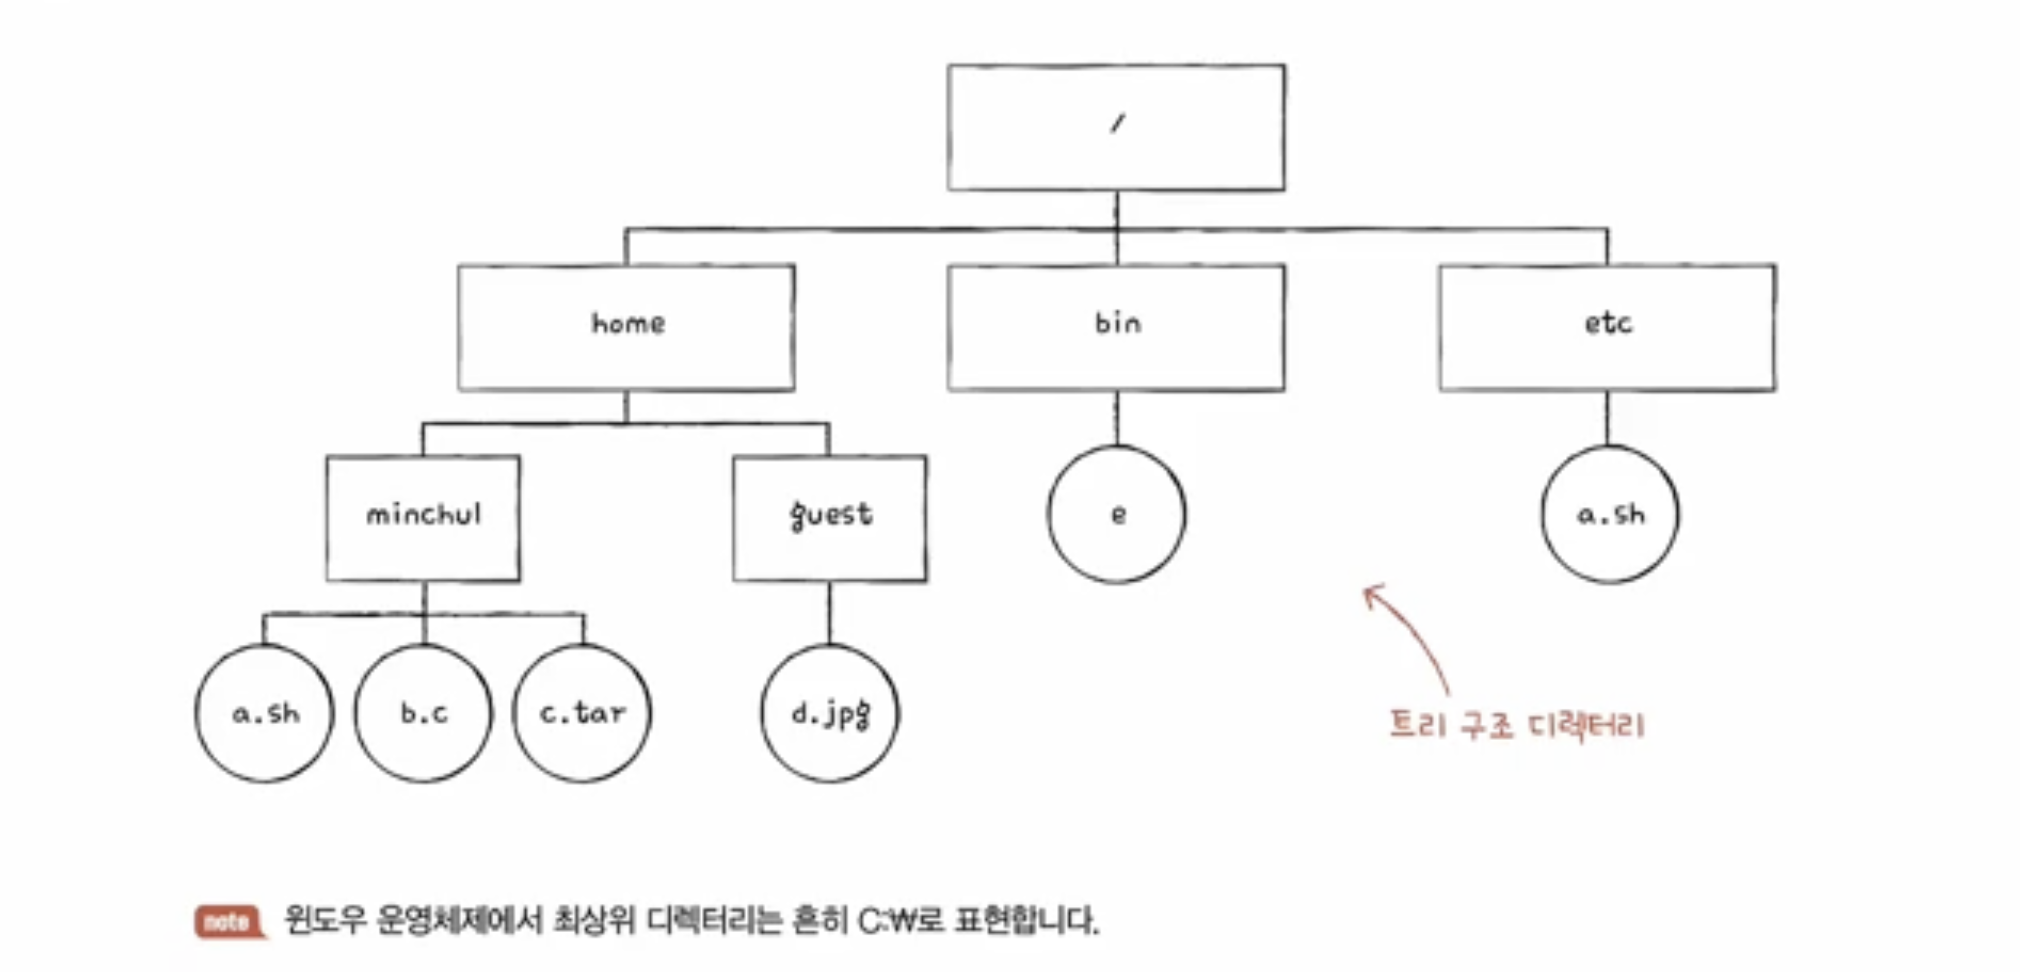 /
home
bin
etc
minchul
guest
e
a.sh
a.sh
b.c
c.tar
d.jpg
트리 구조 디렉터리
note 윈도우 운영체제에서 최상위 디렉터리는 흔히 C:₩로 표현합니다.